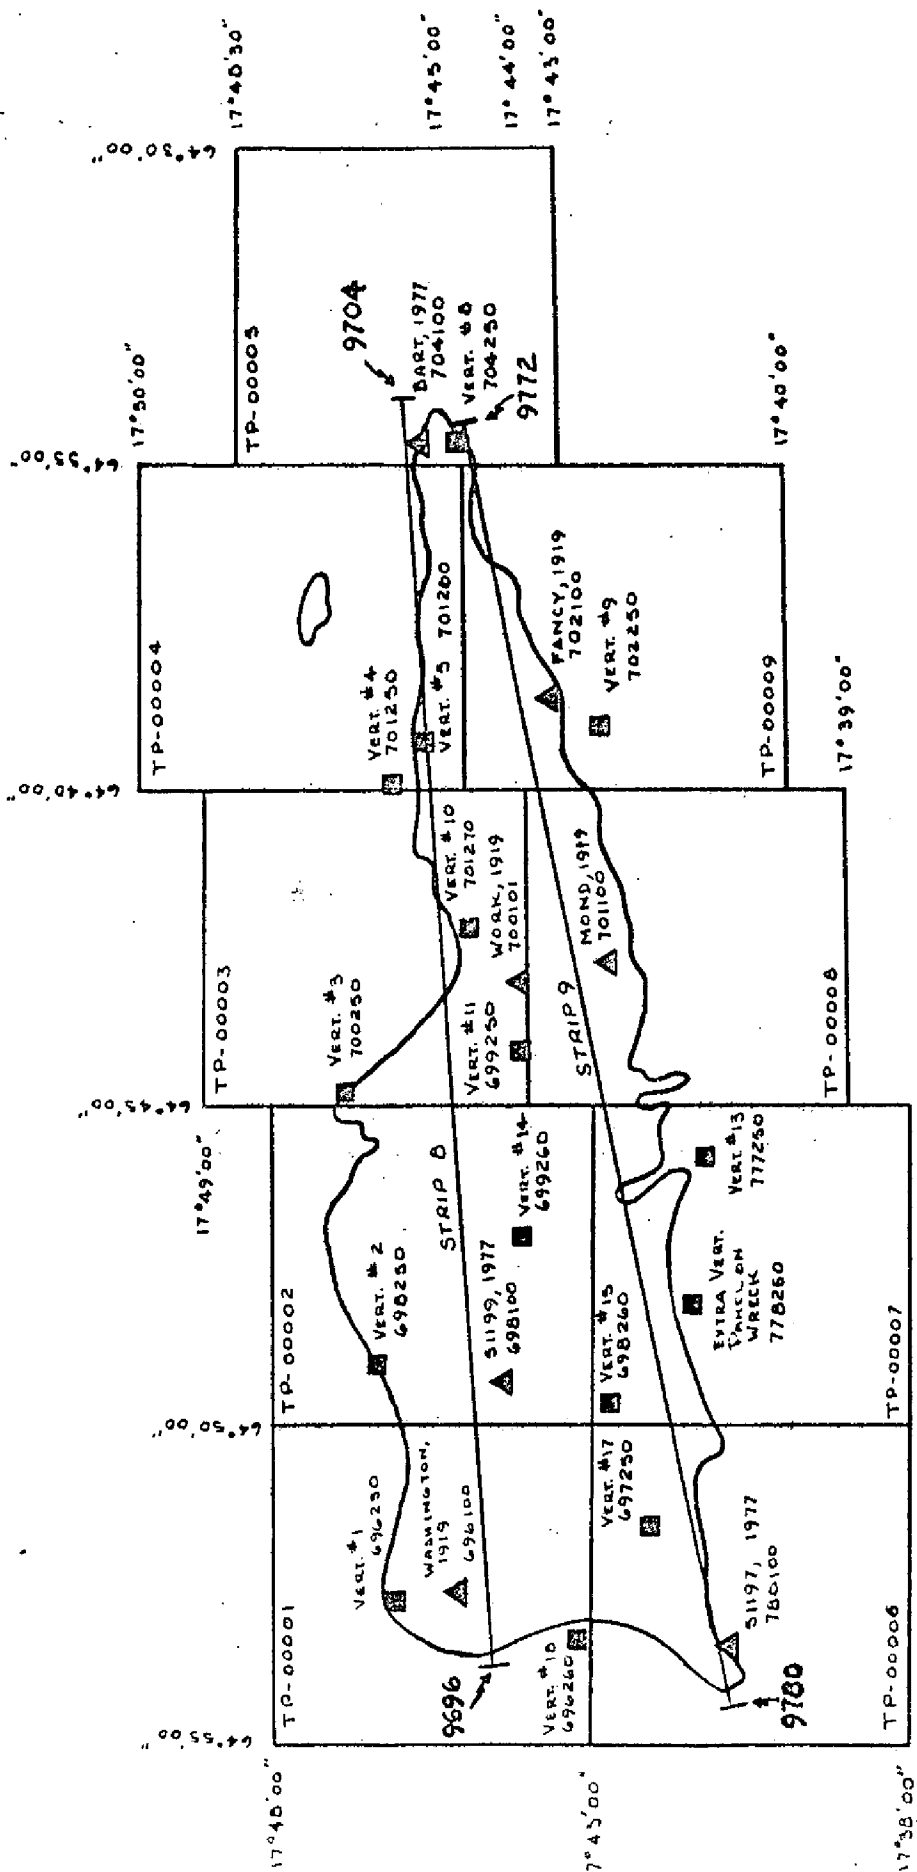 17°48'30"
17°45'00"
17°44'00"
17°43'00"
64°30'00"
17°50'00"
TP-00005
9704
BART, 1977
704100
VERT. #8
704250
9772
64°35'00"
17°40'00"
TP-00004
VERT. #4
701250
VERT. #5 701260
FANCY, 1919
702100
VERT. #9
702250
TP-00009
17°39'00"
64°40'00"
17°49'00"
TP-00003
VERT. #3
700250
VERT. #10
701270
WORK, 1919
700101
VERT. #11
699250
MOND, 1919
701100
STRIP 9
TP-00008
64°45'00"
TP-00002
VERT. #2
698250
STRIP 8
VERT. #14
699260
S1199, 1977
698100
VERT. #15
698260
VERT. #13
777250
EXTRA VERT.
PANEL ON
WRECK
778260
TP-00007
64°50'00"
TP-00001
VERT. #1
696250
WASHINGTON,
1919
696100
VERT. #17
697250
S1197, 1977
780100
9696
VERT. #18
696260
9780
TP-00006
64°55'00"
17°48'00"
7°43'00"
17°38'00"